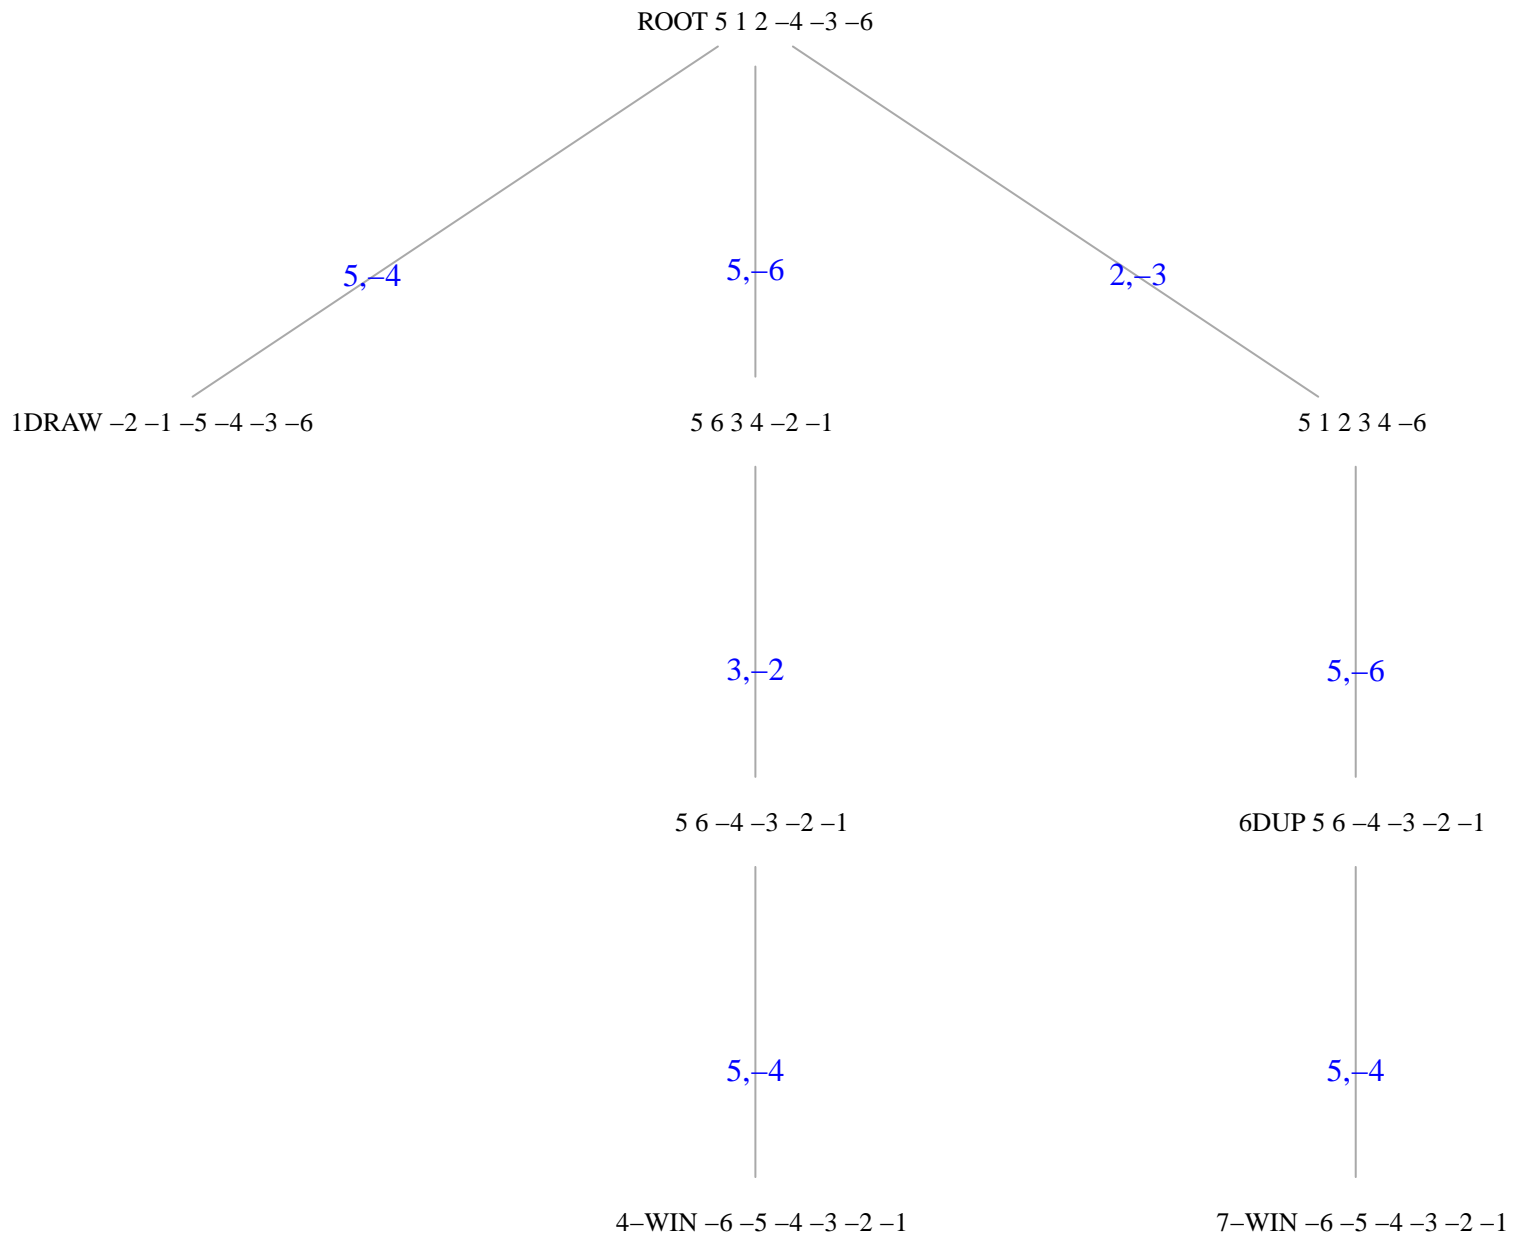 ROOT 5 1 2 –4 –3 –6
5,–4
5,–6
2,–3
1DRAW –2 –1 –5 –4 –3 –6
5 6 3 4 –2 –1
5 1 2 3 4 –6
3,–2
5,–6
5 6 –4 –3 –2 –1
6DUP 5 6 –4 –3 –2 –1
5,–4
5,–4
4–WIN –6 –5 –4 –3 –2 –1
7–WIN –6 –5 –4 –3 –2 –1